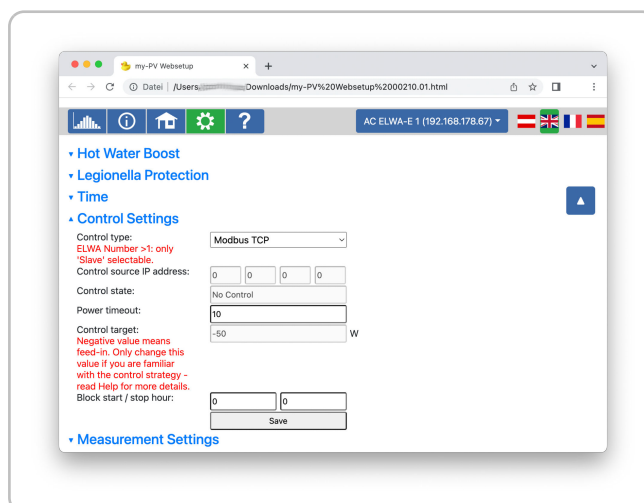 my-PV Websetup
Datei | /Users/ Downloads/my-PV%20Websetup%2000210.01.html
AC ELWA-E 1 (192.168.178.67)
Hot Water Boost
Legionella Protection
Time
Control Settings
Control type:
Modbus TCP
ELWA Number >1: only
'Slave' selectable.
Control source IP address:
0 0 0 0
Control state:
No Control
Power timeout:
10
Control target:
-50 W
Negative value means
feed-in. Only change this
value if you are familiar
with the control strategy -
read Help for more details.
Block start / stop hour:
0 0
Save
Measurement Settings